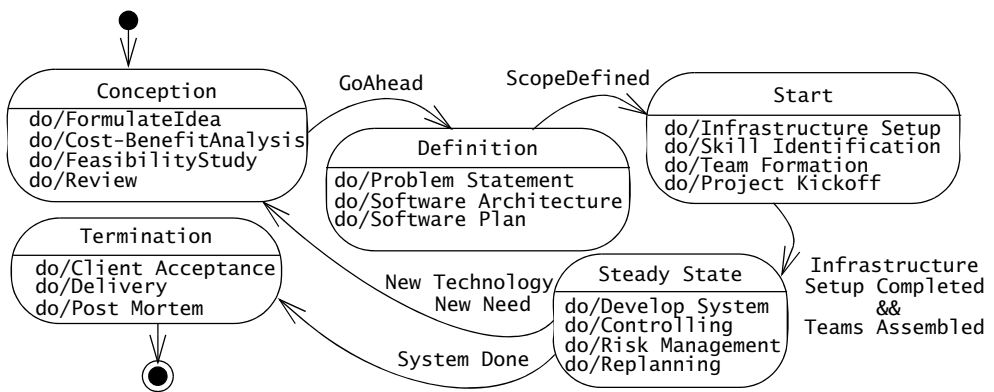 Conception
do/FormulateIdea
do/Cost-BenefitAnalysis
do/FeasibilityStudy
do/Review
GoAhead
Definition
do/Problem Statement
do/Software Architecture
do/Software Plan
ScopeDefined
Start
do/Infrastructure Setup
do/Skill Identification
do/Team Formation
do/Project Kickoff
Infrastructure
Setup Completed
&&
Teams Assembled
Steady State
do/Develop System
do/Controlling
do/Risk Management
do/Replanning
New Technology
New Need
System Done
Termination
do/Client Acceptance
do/Delivery
do/Post Mortem